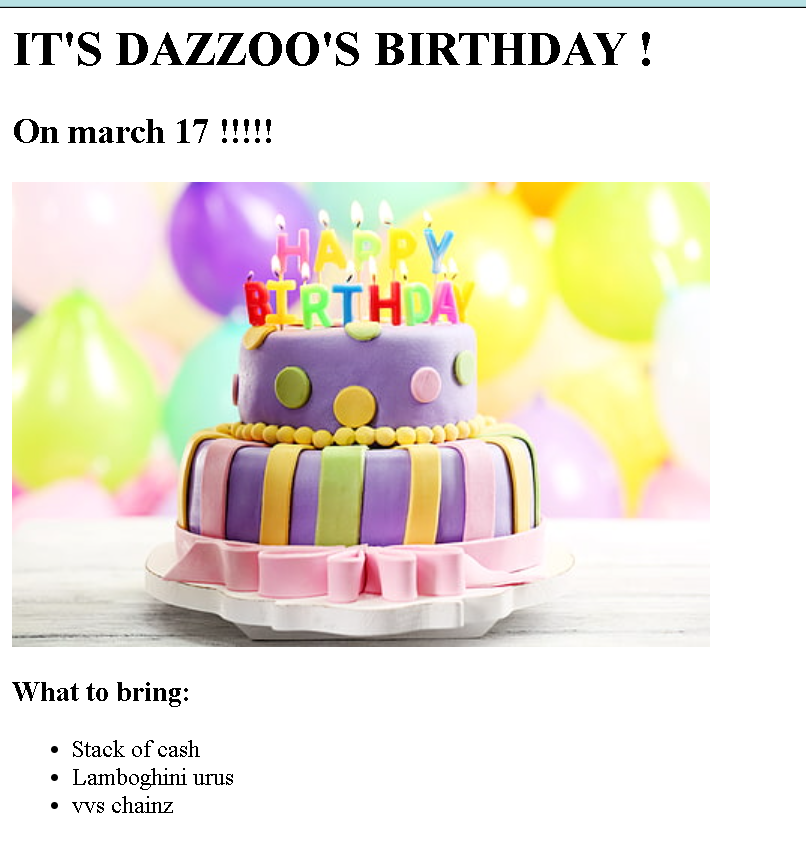 IT'S DAZZOO'S BIRTHDAY !
On march 17 !!!!!
HAPPY
BIRTHDAY
What to bring:
• Stack of cash
• Lamboghini urus
• vvs chainz